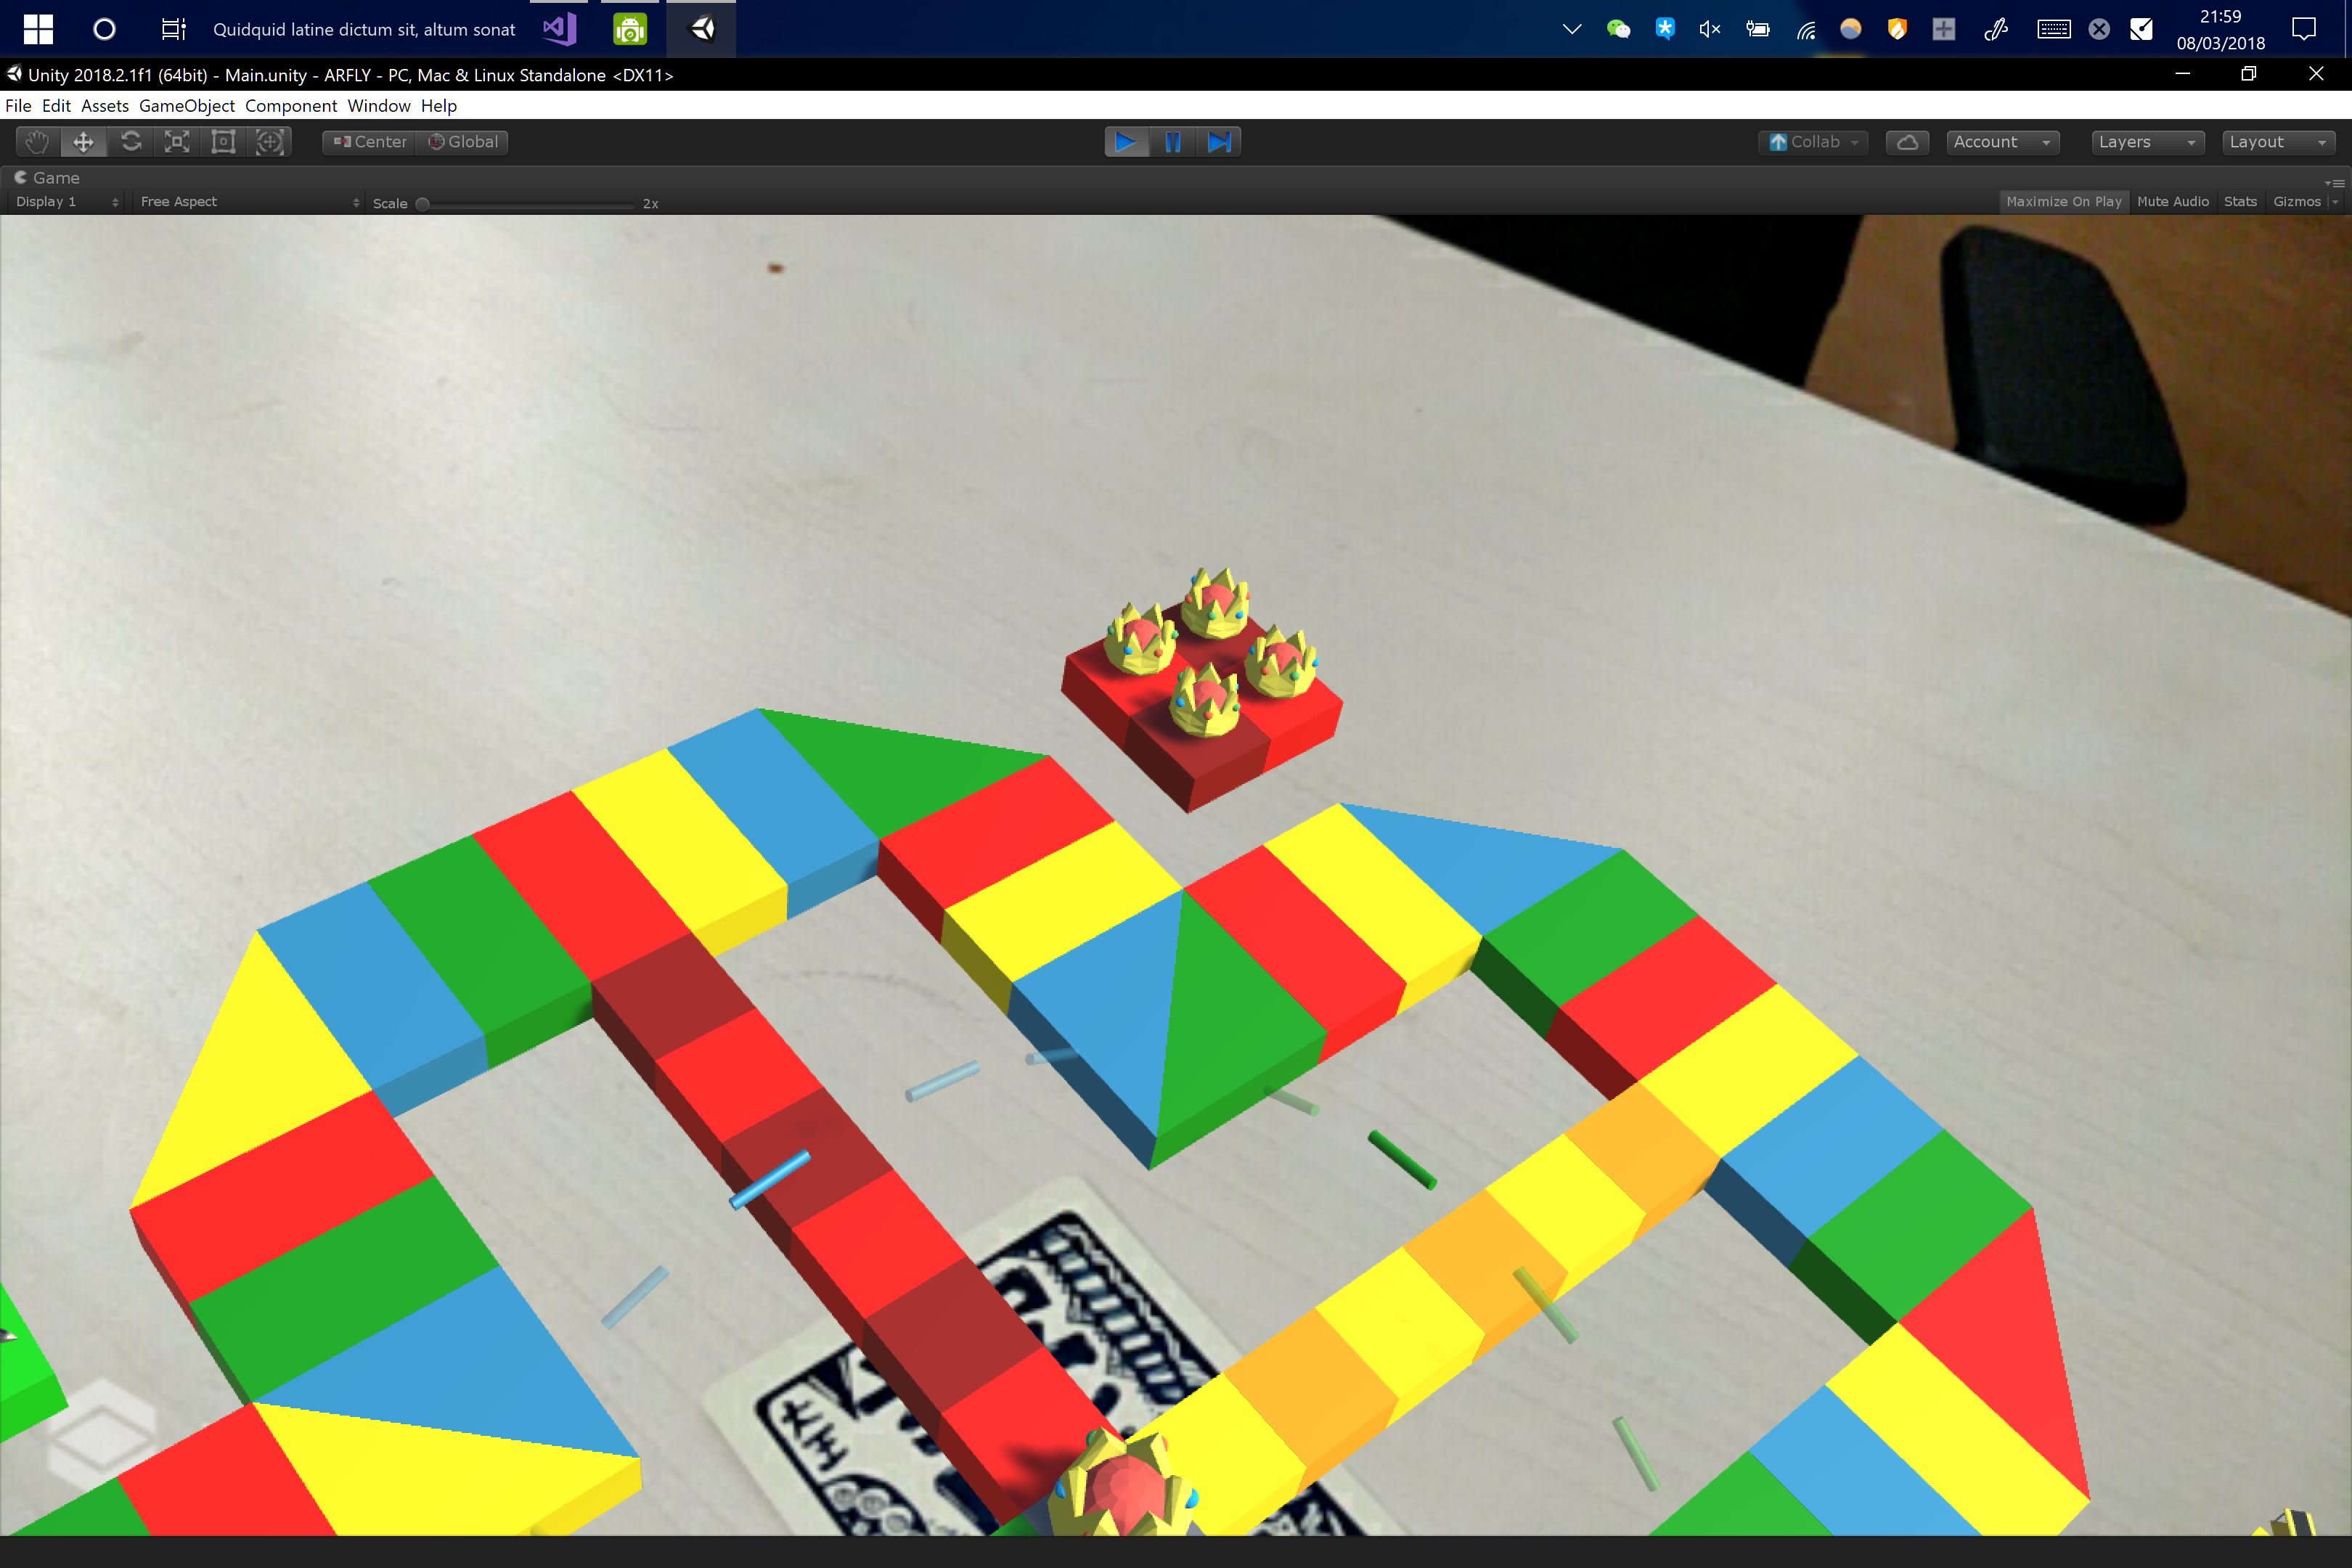 Quidquid latine dictum sit, altum sonat
21:59
08/03/2018
Unity 2018.2.1f1 (64bit) - Main.unity - ARFLY - PC, Mac & Linux Standalone <DX11>
File Edit Assets GameObject Component Window Help
Center Global Collab Account Layers Layout
Game
Display 1 Free Aspect Scale 2x Maximize On Play Mute Audio Stats Gizmos
大王